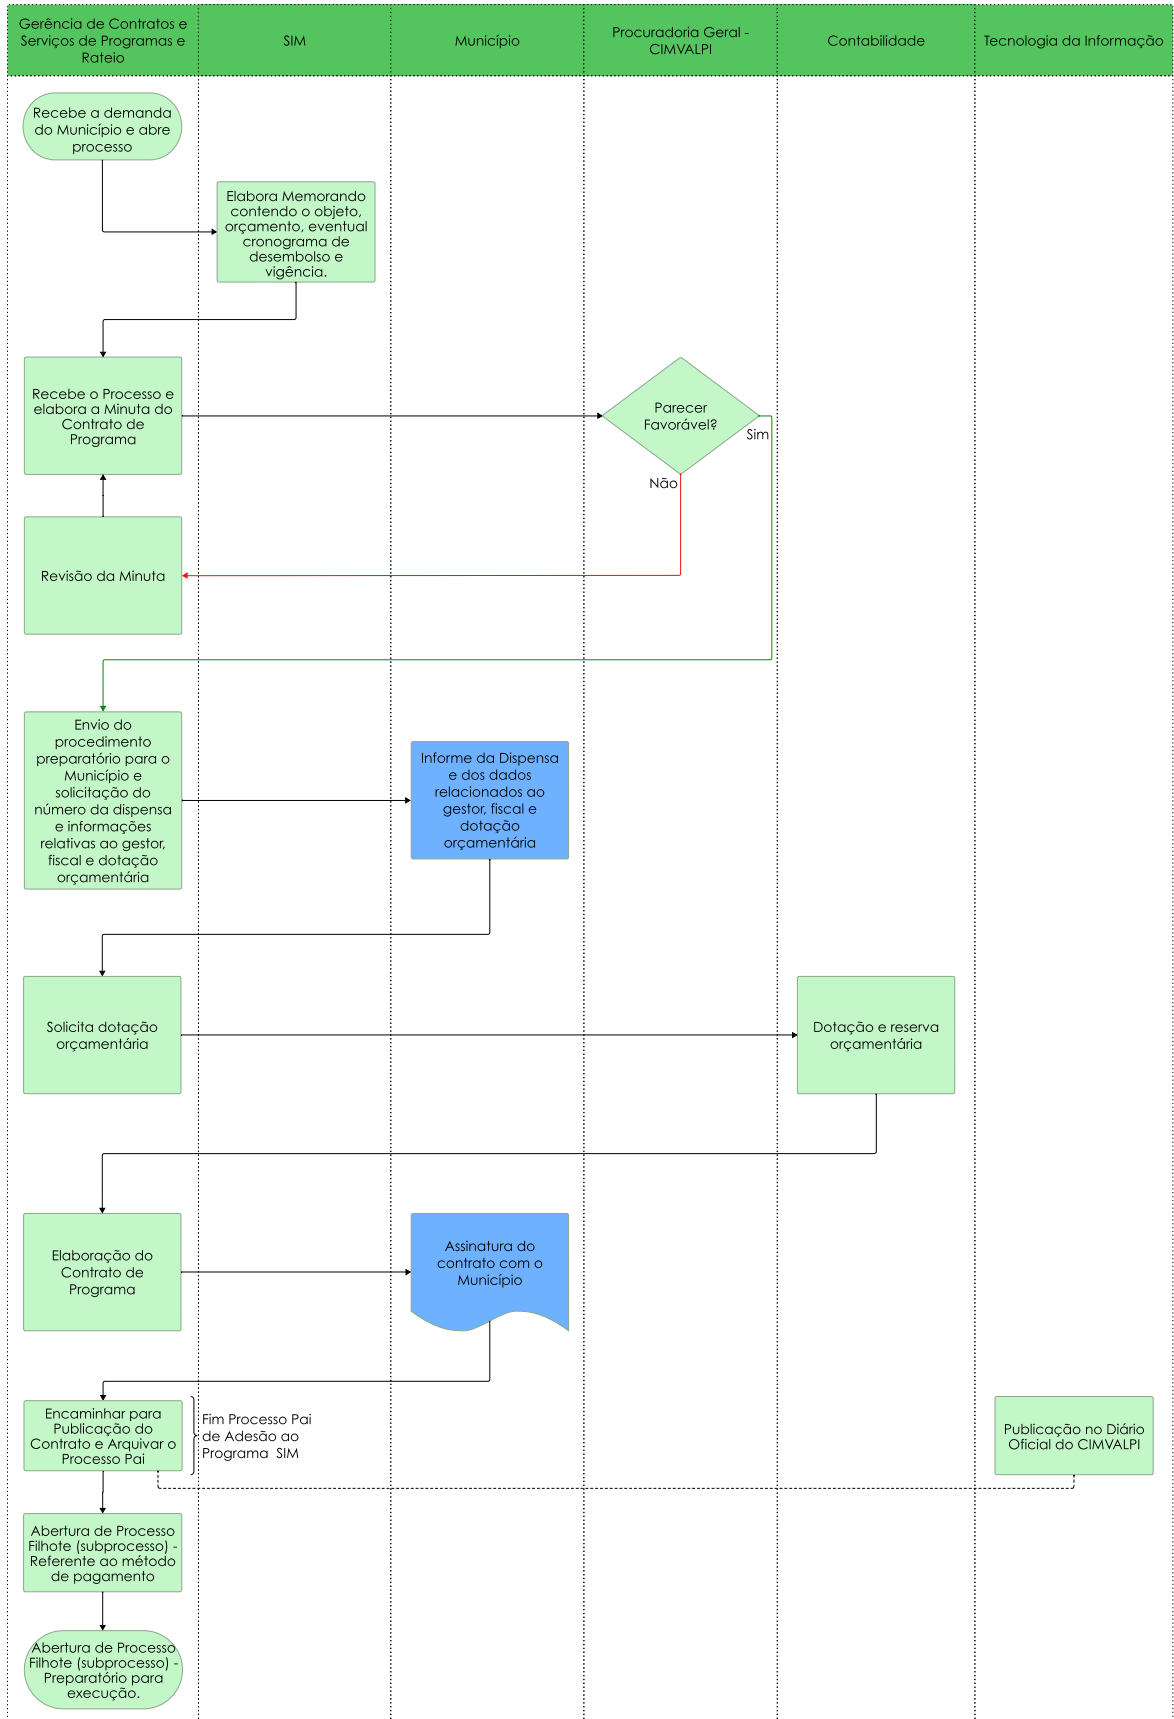 Gerência de Contratos e
Serviços de Programas e
Rateio
SIM
Município
Procuradoria Geral -
CIMVALPI
Contabilidade
Tecnologia da Informação
Recebe a demanda
do Município e abre
processo
Elabora Memorando
contendo o objeto,
orçamento, eventual
cronograma de
desembolso e
vigência.
Recebe o Processo e
elabora a Minuta do
Contrato de
Programa
Parecer
Favorável?
Sim
Não
Revisão da Minuta
Envio do
procedimento
preparatório para o
Município e
solicitação do
número da dispensa
e informações
relativas ao gestor,
fiscal e dotação
orçamentária
Informe da Dispensa
e dos dados
relacionados ao
gestor, fiscal e
dotação
orçamentária
Solicita dotação
orçamentária
Dotação e reserva
orçamentária
Elaboração do
Contrato de
Programa
Assinatura do
contrato com o
Município
Encaminhar para
Publicação do
Contrato e Arquivar o
Processo Pai
Fim Processo Pai
de Adesão ao
Programa SIM
Publicação no Diário
Oficial do CIMVALPI
Abertura de Processo
Filhote (subprocesso) -
Referente ao método
de pagamento
Abertura de Processo
Filhote (subprocesso) -
Preparatório para
execução.